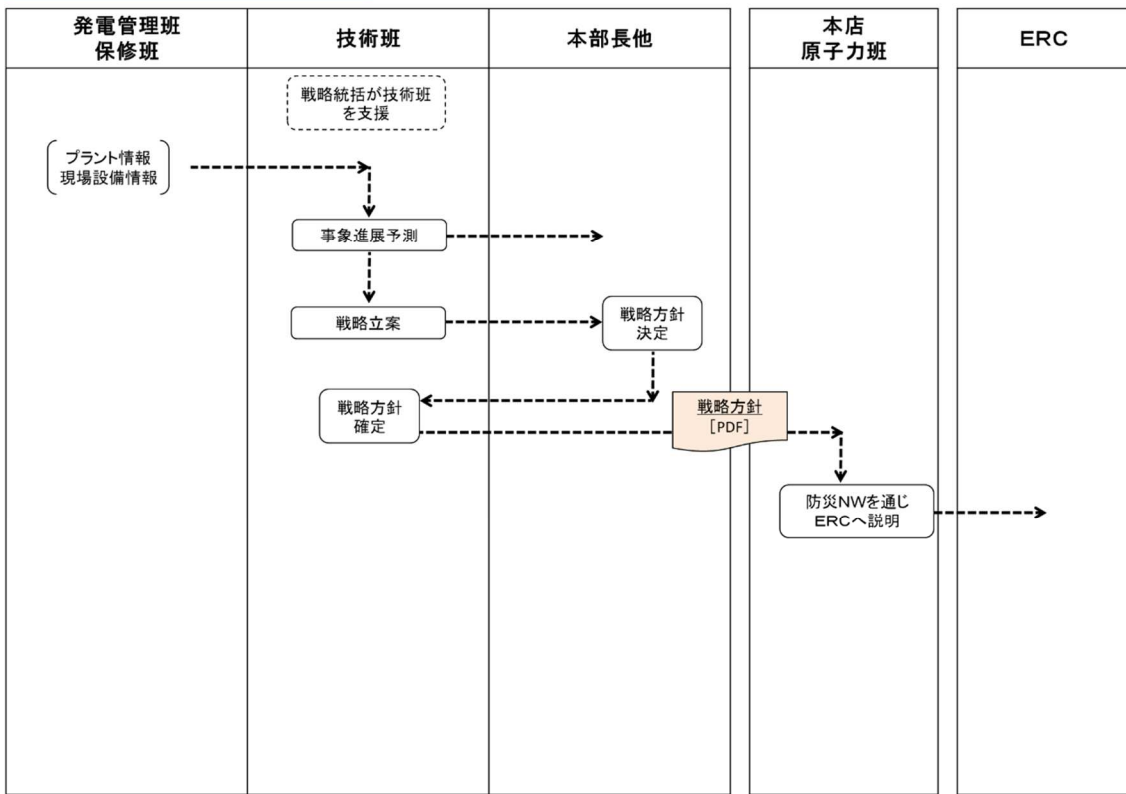 発電管理班
保修班
技術班
本部長他
本店
原子力班
ERC
戦略統括が技術班
を支援
プラント情報
現場設備情報
事象進展予測
戦略立案
戦略方針
決定
戦略方針
確定
戦略方針
[PDF]
防災NWを通じ
ERCへ説明